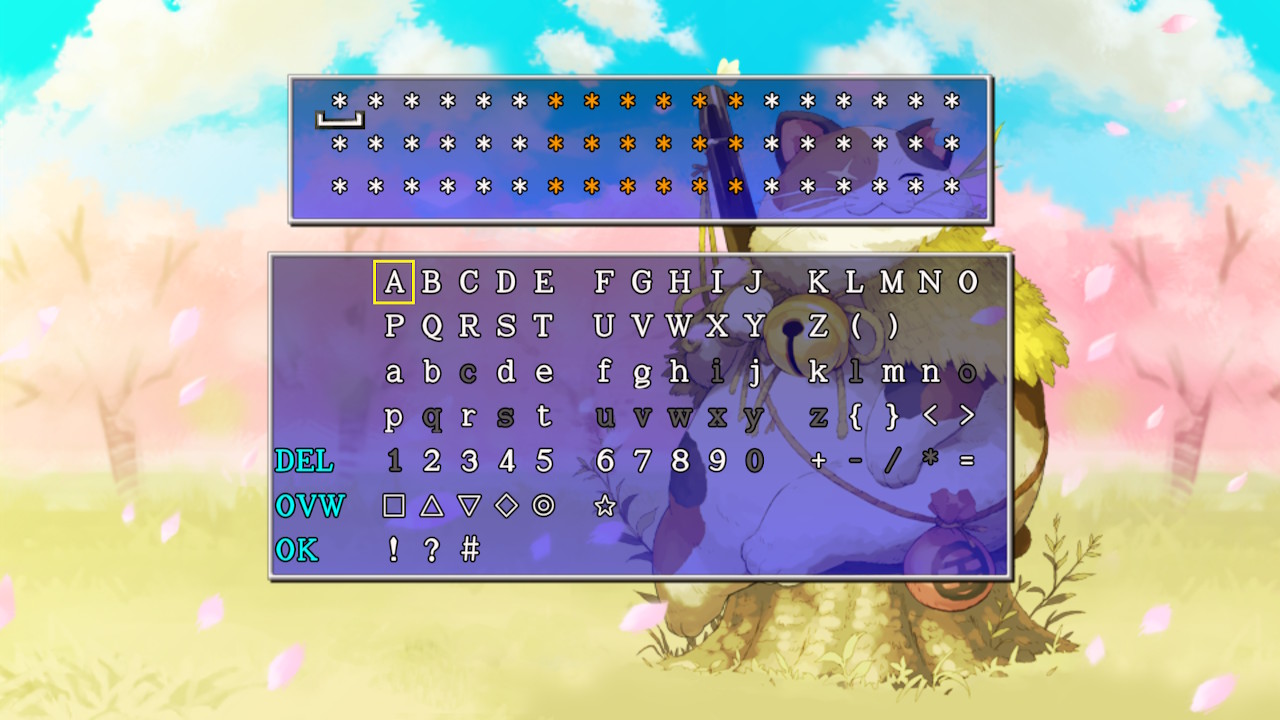 * * * * * * * * * * * * * * * * * *
* * * * * * * * * * * * * * * * * *
* * * * * * * * * * * * * * * * * *
A B C D E F G H I J K L M N O
P Q R S T U V W X Y Z ( )
a b c d e f g h i j k l m n o
p q r s t u v w x y z { } < >
DEL 1 2 3 4 5 6 7 8 9 0 + - / * =
OVW □ △ ▽ ◇ ◎ ☆
OK ! ? #